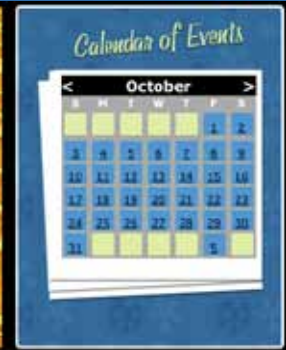 Calendar of Events
< October >
S M T W T F S
1 2
3 4 5 6 7 8 9
10 11 12 13 14 15 16
17 18 19 20 21 22 23
24 25 26 27 28 29 30
31 5